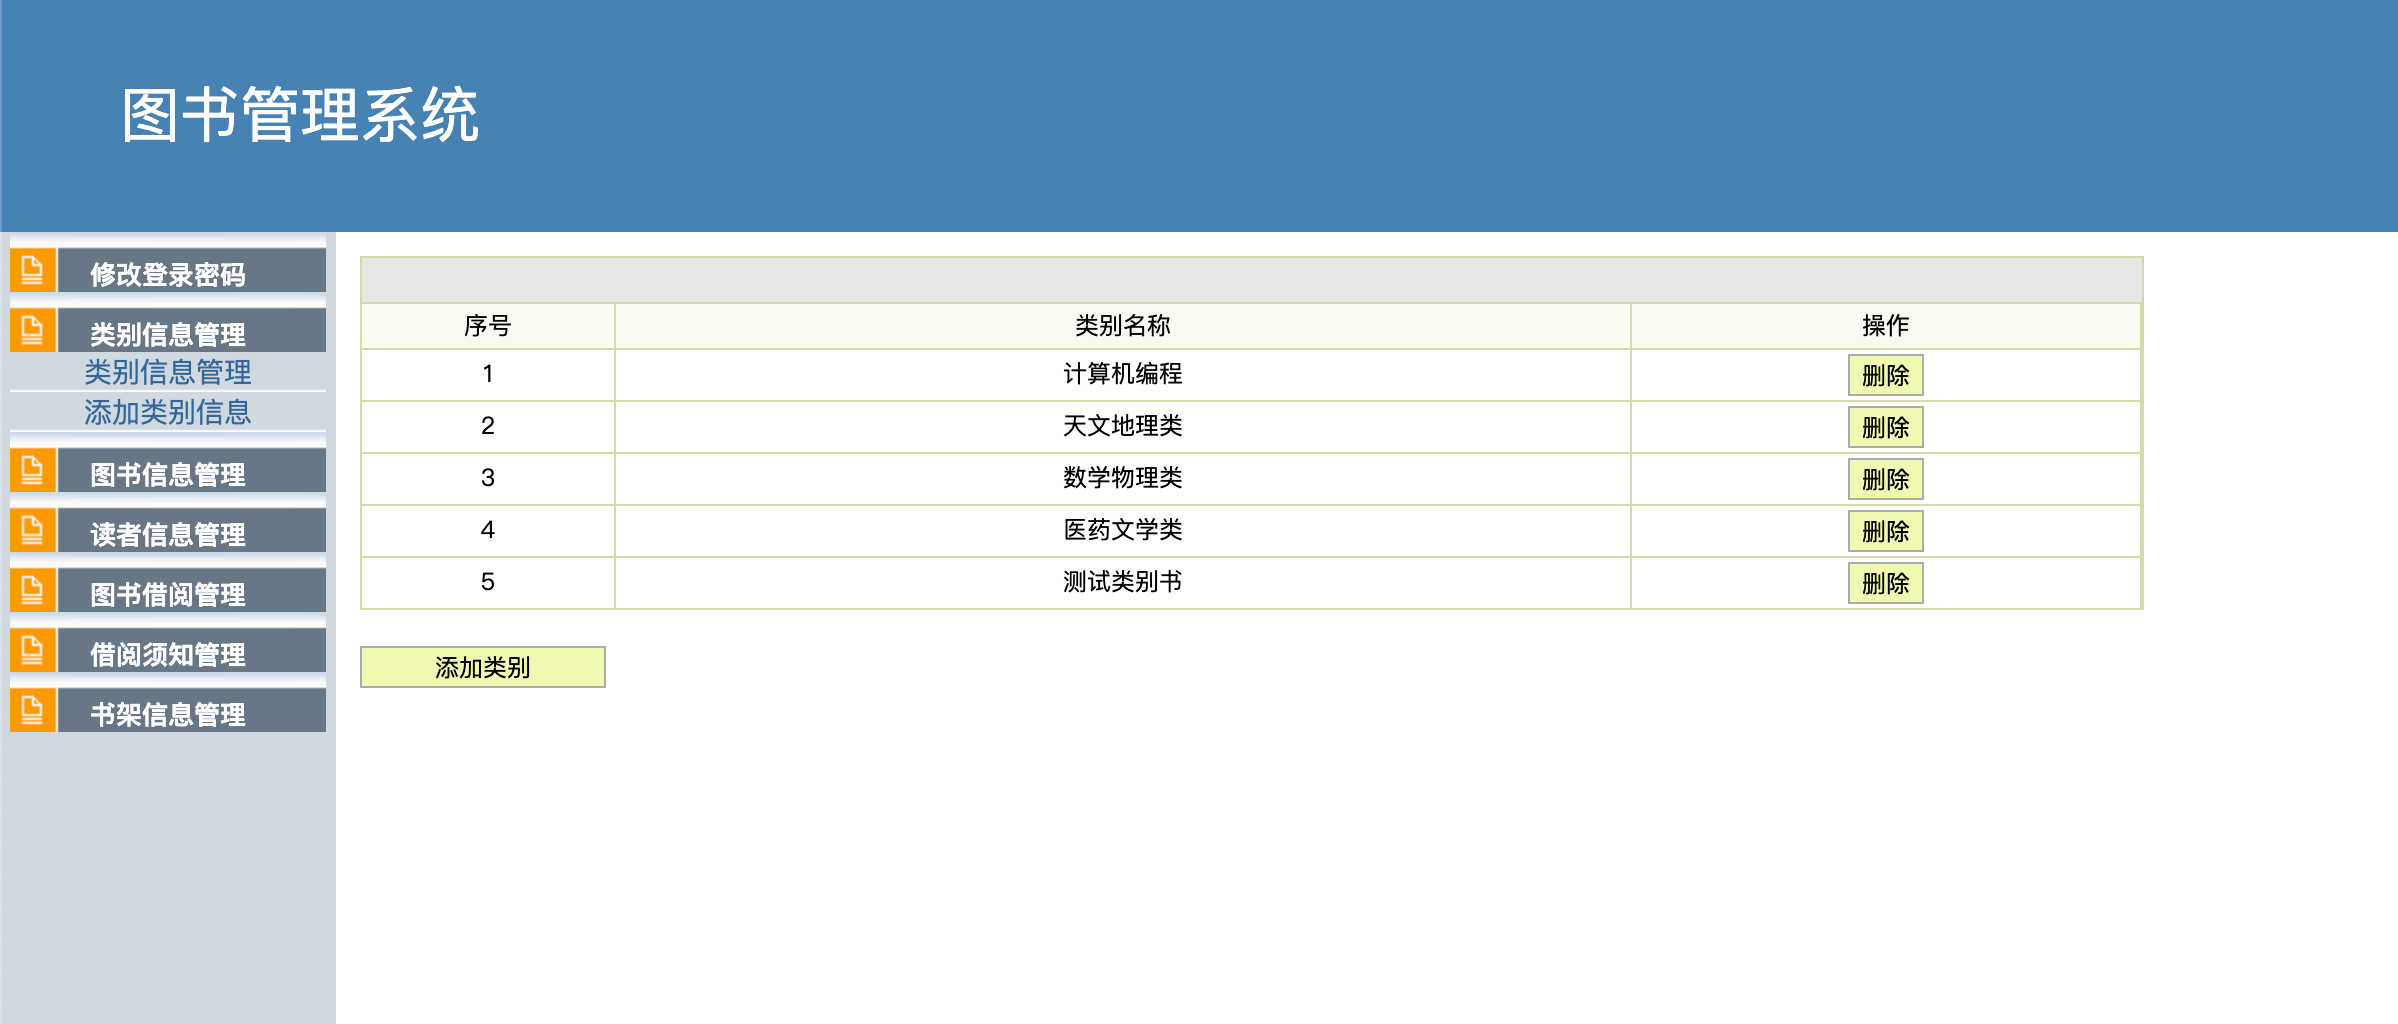 图书管理系统
修改登录密码
类别信息管理
类别信息管理
添加类别信息
图书信息管理
读者信息管理
图书借阅管理
借阅须知管理
书架信息管理
序号 类别名称 操作
1 计算机编程 删除
2 天文地理类 删除
3 数学物理类 删除
4 医药文学类 删除
5 测试类别书 删除
添加类别